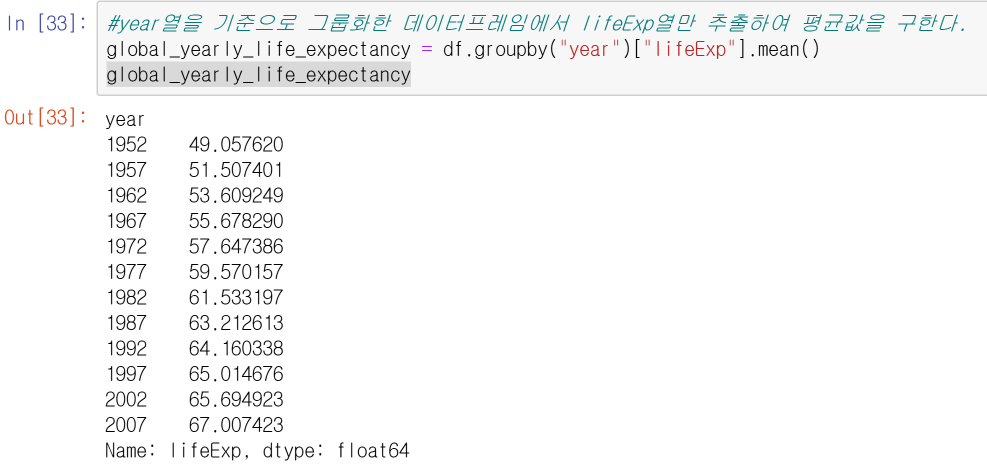 In [33]: #year열을 기준으로 그룹화한 데이터프레임에서 lifeExp열만 추출하여 평균값을 구한다.
global_yearly_life_expectancy = df.groupby("year")["lifeExp"].mean()
global_yearly_life_expectancy
Out[33]: year
1952 49.057620
1957 51.507401
1962 53.609249
1967 55.678290
1972 57.647386
1977 59.570157
1982 61.533197
1987 63.212613
1992 64.160338
1997 65.014676
2002 65.694923
2007 67.007423
Name: lifeExp, dtype: float64